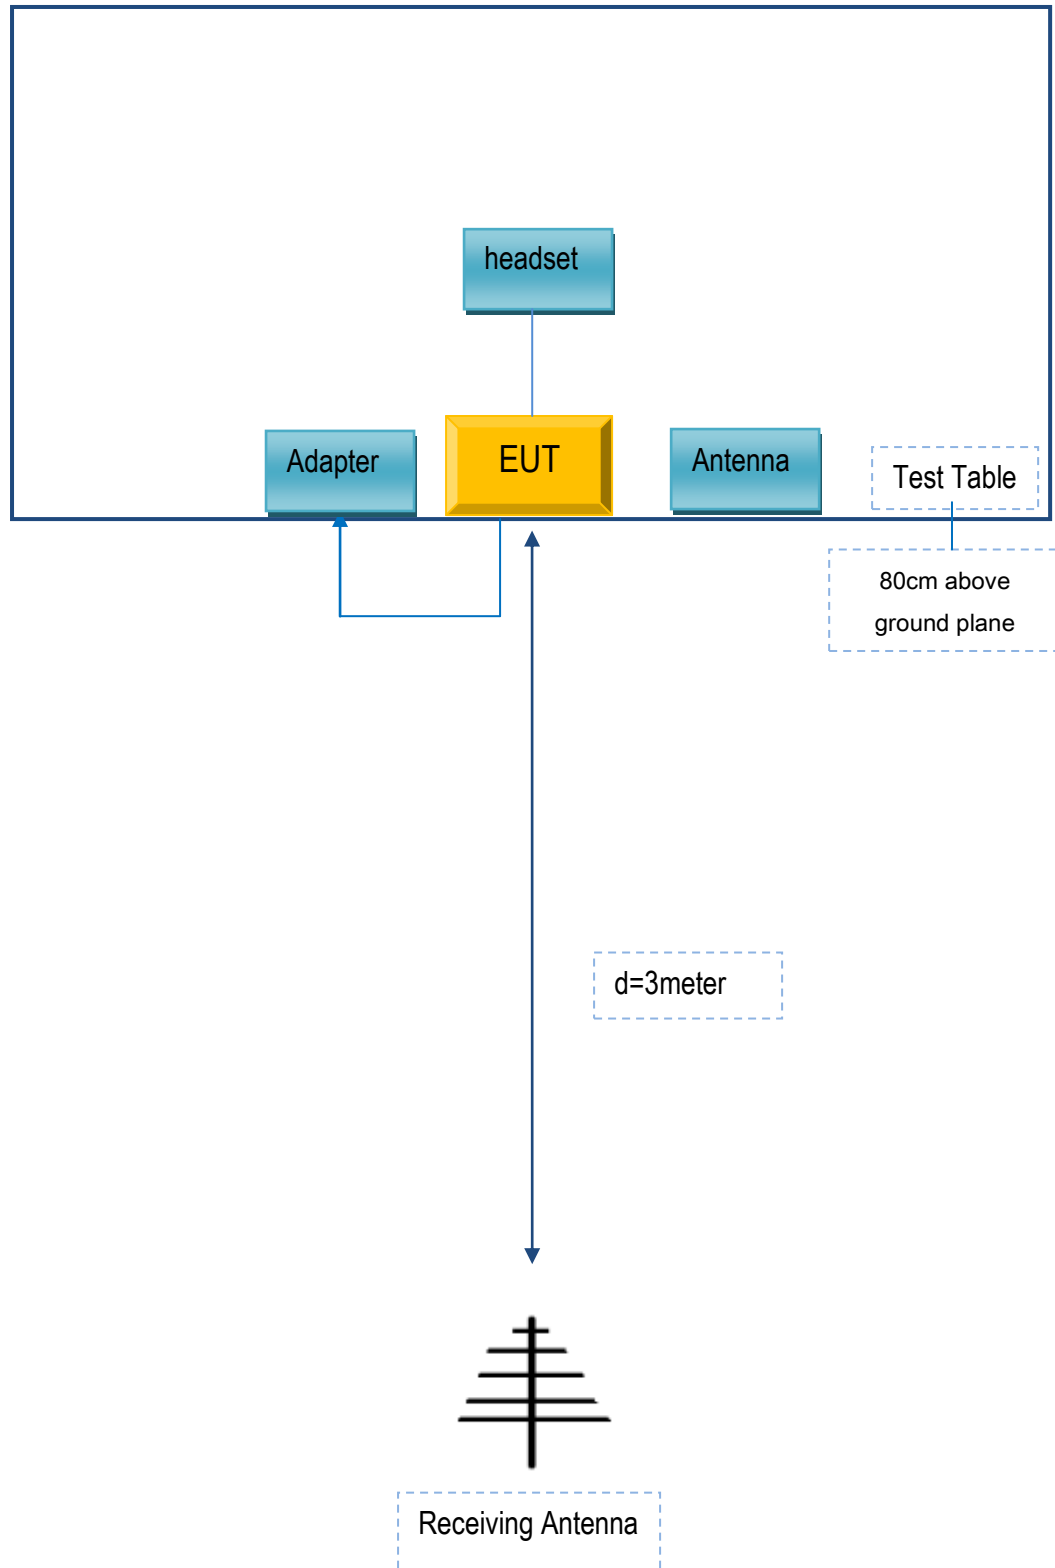 headset
Adapter
EUT
Antenna
Test Table
80cm above
ground plane
d=3meter
Receiving Antenna